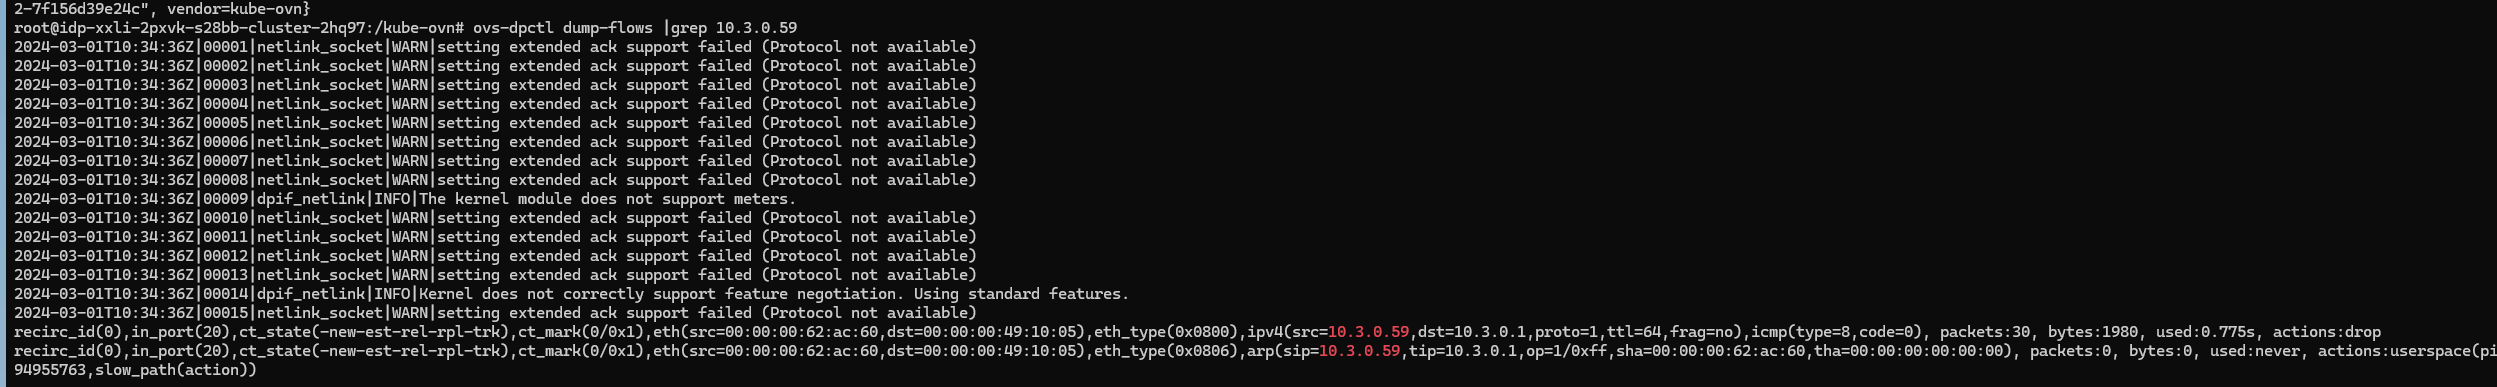 2-7f156d39e24c", vendor=kube-ovn}
root@idp-xxli-2pxvk-s28bb-cluster-2hq97:/kube-ovn# ovs-dpctl dump-flows |grep 10.3.0.59
2024-03-01T10:34:36Z|00001|netlink_socket|WARN|setting extended ack support failed (Protocol not available)
2024-03-01T10:34:36Z|00002|netlink_socket|WARN|setting extended ack support failed (Protocol not available)
2024-03-01T10:34:36Z|00003|netlink_socket|WARN|setting extended ack support failed (Protocol not available)
2024-03-01T10:34:36Z|00004|netlink_socket|WARN|setting extended ack support failed (Protocol not available)
2024-03-01T10:34:36Z|00005|netlink_socket|WARN|setting extended ack support failed (Protocol not available)
2024-03-01T10:34:36Z|00006|netlink_socket|WARN|setting extended ack support failed (Protocol not available)
2024-03-01T10:34:36Z|00007|netlink_socket|WARN|setting extended ack support failed (Protocol not available)
2024-03-01T10:34:36Z|00008|netlink_socket|WARN|setting extended ack support failed (Protocol not available)
2024-03-01T10:34:36Z|00009|dpif_netlink|INFO|The kernel module does not support meters.
2024-03-01T10:34:36Z|00010|netlink_socket|WARN|setting extended ack support failed (Protocol not available)
2024-03-01T10:34:36Z|00011|netlink_socket|WARN|setting extended ack support failed (Protocol not available)
2024-03-01T10:34:36Z|00012|netlink_socket|WARN|setting extended ack support failed (Protocol not available)
2024-03-01T10:34:36Z|00013|netlink_socket|WARN|setting extended ack support failed (Protocol not available)
2024-03-01T10:34:36Z|00014|dpif_netlink|INFO|Kernel does not correctly support feature negotiation. Using standard features.
2024-03-01T10:34:36Z|00015|netlink_socket|WARN|setting extended ack support failed (Protocol not available)
recirc_id(0),in_port(20),ct_state(-new-est-rel-rpl-trk),ct_mark(0/0x1),eth(src=00:00:00:62:ac:60,dst=00:00:00:49:10:05),eth_type(0x0800),ipv4(src=10.3.0.59,dst=10.3.0.1,proto=1,ttl=64,frag=no),icmp(type=8,code=0), packets:30, bytes:1980, used:0.775s, actions:drop
recirc_id(0),in_port(20),ct_state(-new-est-rel-rpl-trk),ct_mark(0/0x1),eth(src=00:00:00:62:ac:60,dst=00:00:00:49:10:05),eth_type(0x0806),arp(sip=10.3.0.59,tip=10.3.0.1,op=1/0xff,sha=00:00:00:62:ac:60,tha=00:00:00:00:00:00), packets:0, bytes:0, used:never, actions:userspace(pi
94955763,slow_path(action))